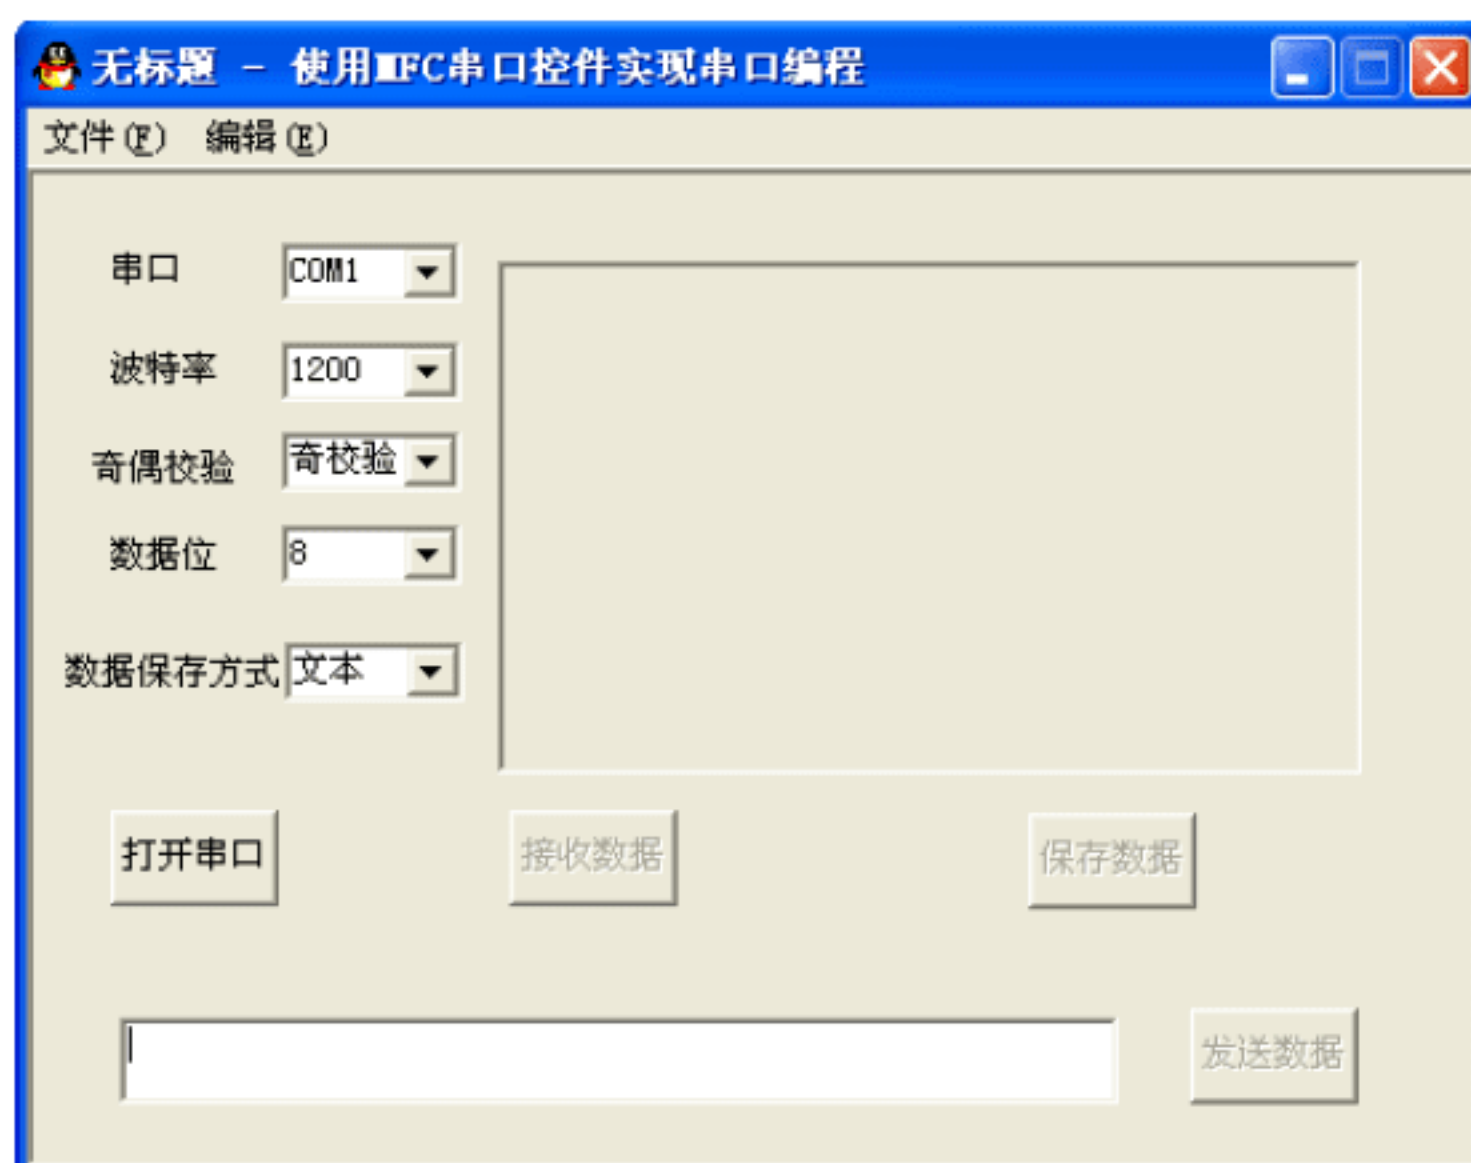 无标题 - 使用MFC串口控件实现串口编程
文件(F) 编辑(E)
串口 COM1
波特率 1200
奇偶校验 奇校验
数据位 8
数据保存方式 文本
打开串口 接收数据 保存数据
发送数据